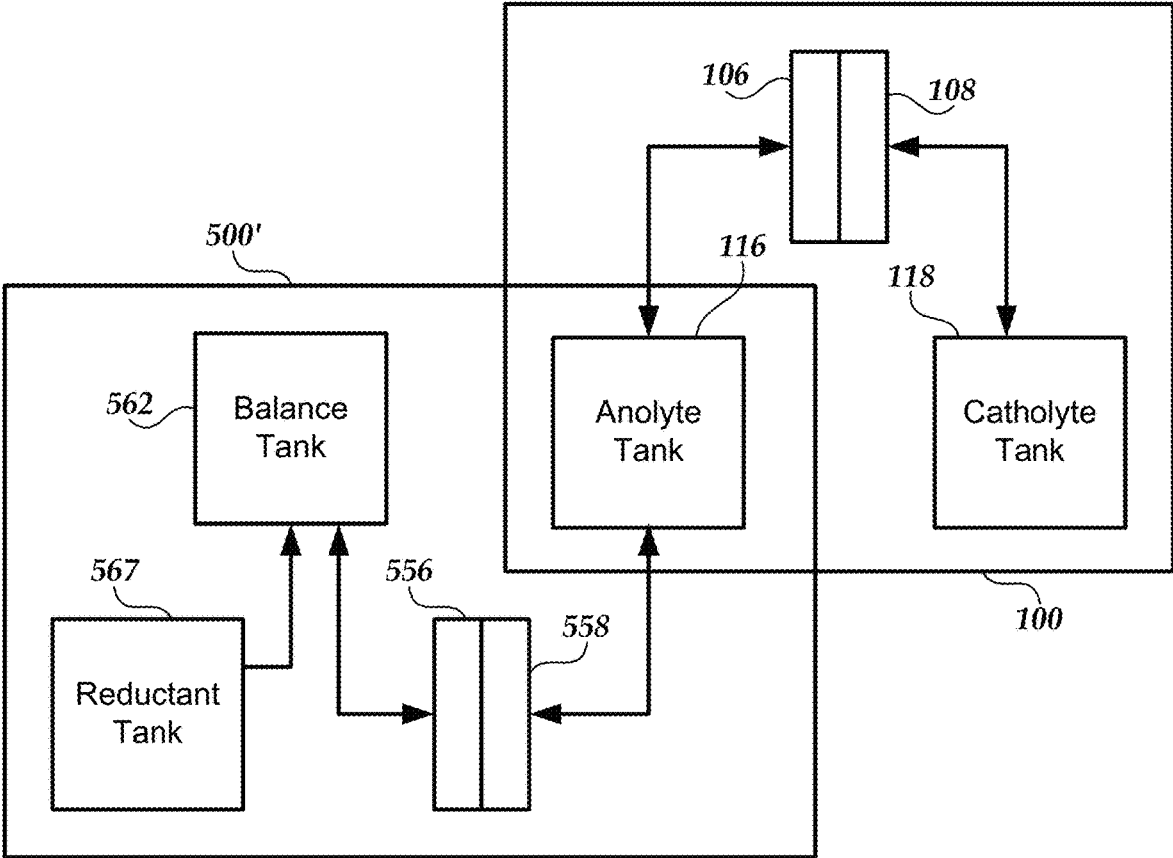 106
108
500'
116
118
562
Balance
Tank
Anolyte
Tank
Catholyte
Tank
567
556
558
100
Reductant
Tank